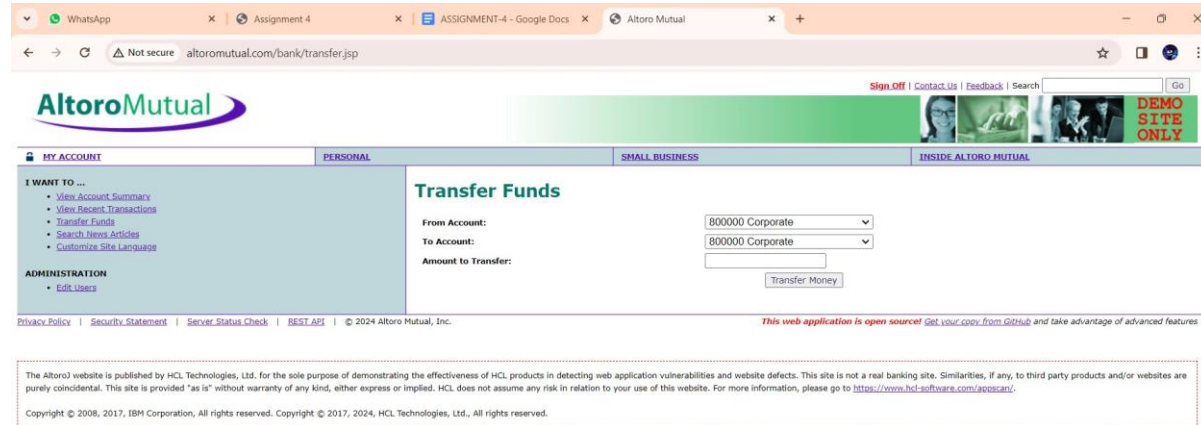 WhatsApp
Assignment 4
ASSIGNMENT-4 - Google Docs
Altoro Mutual
Not secure altoromutual.com/bank/transfer.jsp
Sign Off | Contact Us | Feedback | Search Go
AltoroMutual
DEMO
SITE
ONLY
MY ACCOUNT
PERSONAL
SMALL BUSINESS
INSIDE ALTORO MUTUAL
I WANT TO ...
• View Account Summary
• View Recent Transactions
• Transfer Funds
• Search News Articles
• Customize Site Language
ADMINISTRATION
• Edit Users
Transfer Funds
From Account: 800000 Corporate
To Account: 800000 Corporate
Amount to Transfer:
Transfer Money
Privacy Policy | Security Statement | Server Status Check | REST API | © 2024 Altoro Mutual, Inc.
This web application is open source! Get your copy from GitHub and take advantage of advanced features
The AltoroJ website is published by HCL Technologies, Ltd. for the sole purpose of demonstrating the effectiveness of HCL products in detecting web application vulnerabilities and website defects. This site is not a real banking site. Similarities, if any, to third party products and/or websites are
purely coincidental. This site is provided "as is" without warranty of any kind, either express or implied. HCL does not assume any risk in relation to your use of this website. For more information, please go to https://www.hcl-software.com/appscan/.
Copyright © 2008, 2017, IBM Corporation, All rights reserved. Copyright © 2017, 2024, HCL Technologies, Ltd., All rights reserved.